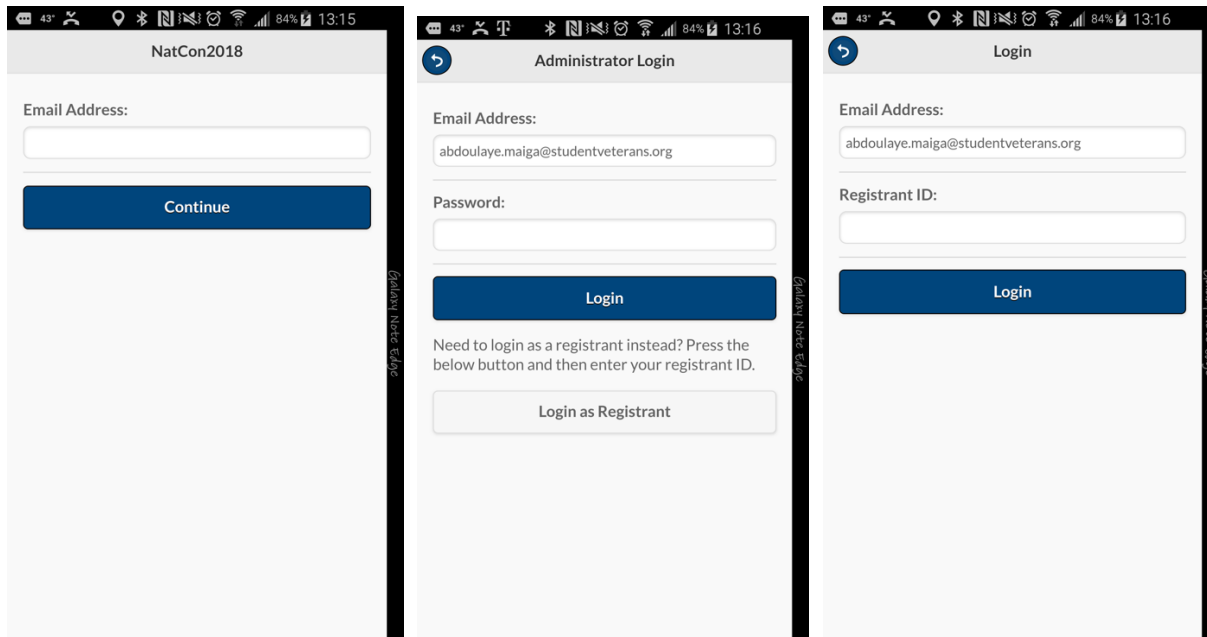 43° 84% 13:15
NatCon2018
Email Address:
Continue
Galaxy Note Edge
43° 84% 13:16
Administrator Login
Email Address:
abdoulaye.maiga@studentveterans.org
Password:
Login
Need to login as a registrant instead? Press the
below button and then enter your registrant ID.
Login as Registrant
Galaxy Note Edge
43° 84% 13:16
Login
Email Address:
abdoulaye.maiga@studentveterans.org
Registrant ID:
Login